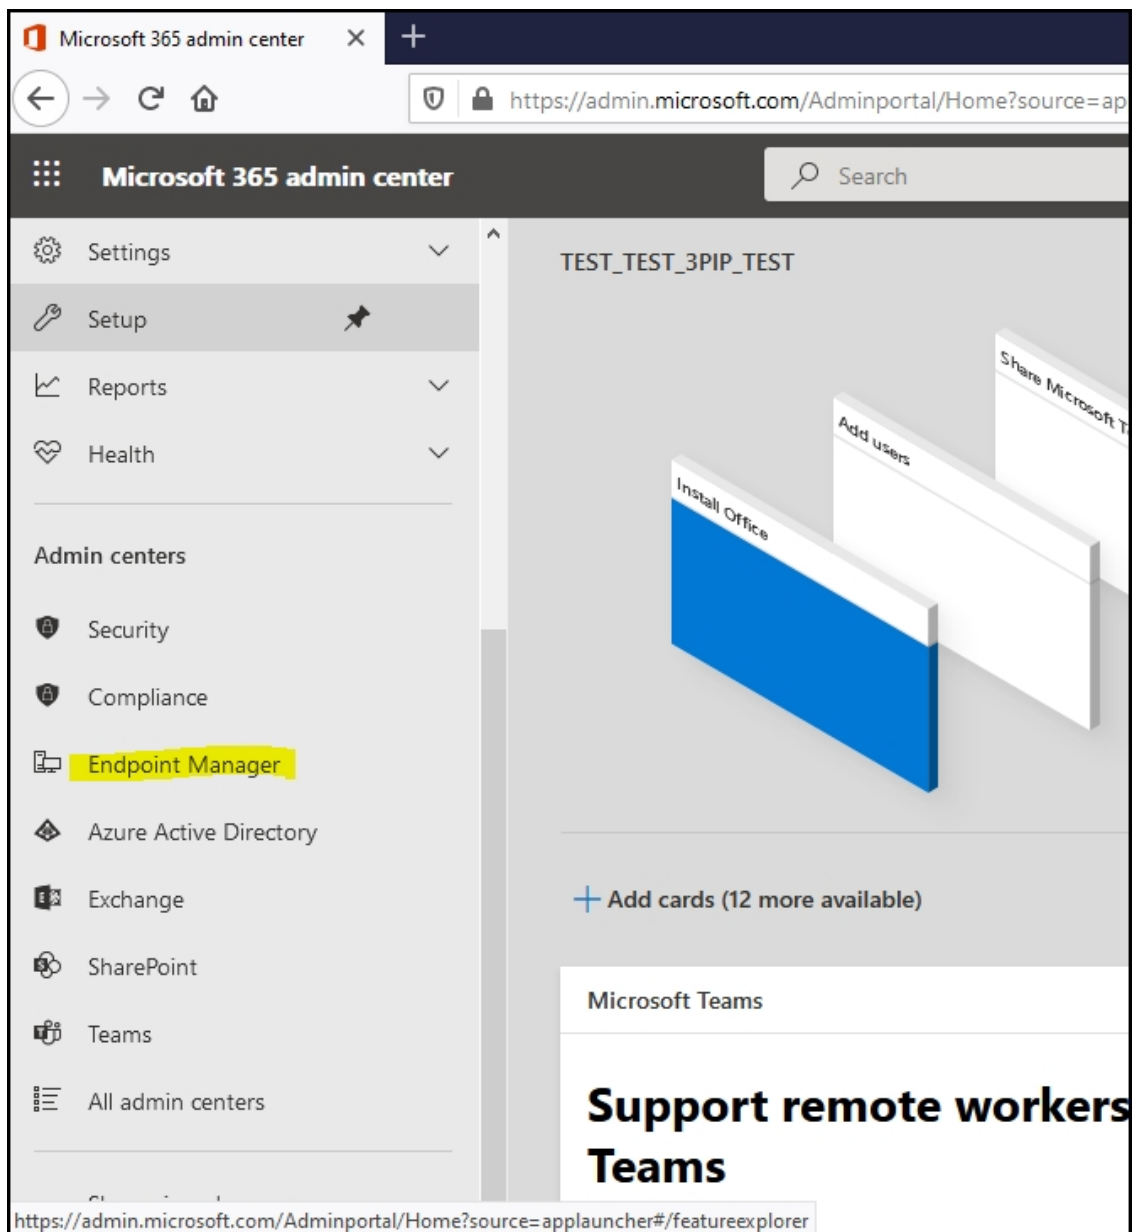 Microsoft 365 admin center
https://admin.microsoft.com/Adminportal/Home?source=ap
Microsoft 365 admin center
Search
Settings
Setup
Reports
Health
Admin centers
Security
Compliance
Endpoint Manager
Azure Active Directory
Exchange
SharePoint
Teams
All admin centers
TEST_TEST_3PIP_TEST
Share Microsoft T
Add users
Install Office
Add cards (12 more available)
Microsoft Teams
Support remote workers
Teams
https://admin.microsoft.com/Adminportal/Home?source=applauncher#/featureexplorer